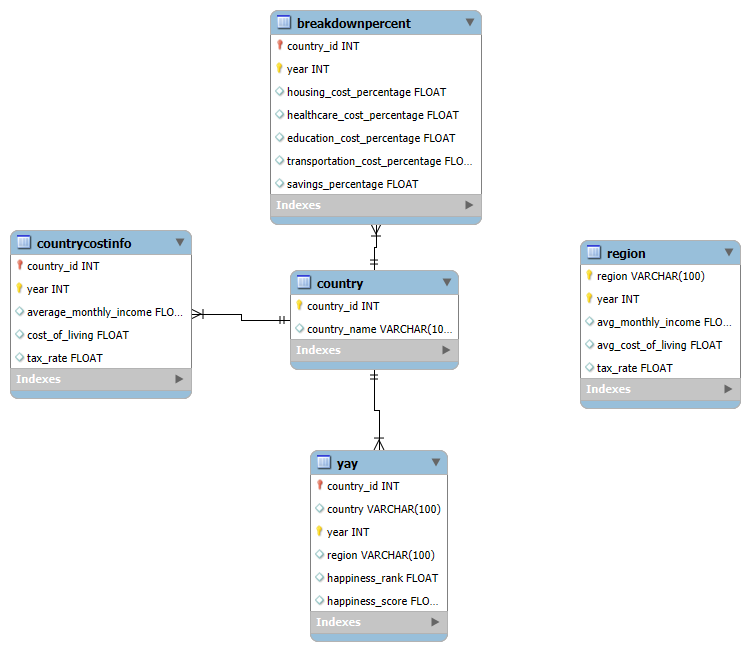 breakdownpercent
country_id INT
year INT
housing_cost_percentage FLOAT
healthcare_cost_percentage FLOAT
education_cost_percentage FLOAT
transportation_cost_percentage FLO...
savings_percentage FLOAT
Indexes
countrycostinfo
country_id INT
year INT
average_monthly_income FLO...
cost_of_living FLOAT
tax_rate FLOAT
Indexes
country
country_id INT
country_name VARCHAR(10...
Indexes
region
region VARCHAR(100)
year INT
avg_monthly_income FLO...
avg_cost_of_living FLOAT
tax_rate FLOAT
Indexes
yay
country_id INT
country VARCHAR(100)
year INT
region VARCHAR(100)
happiness_rank FLOAT
happiness_score FLO...
Indexes